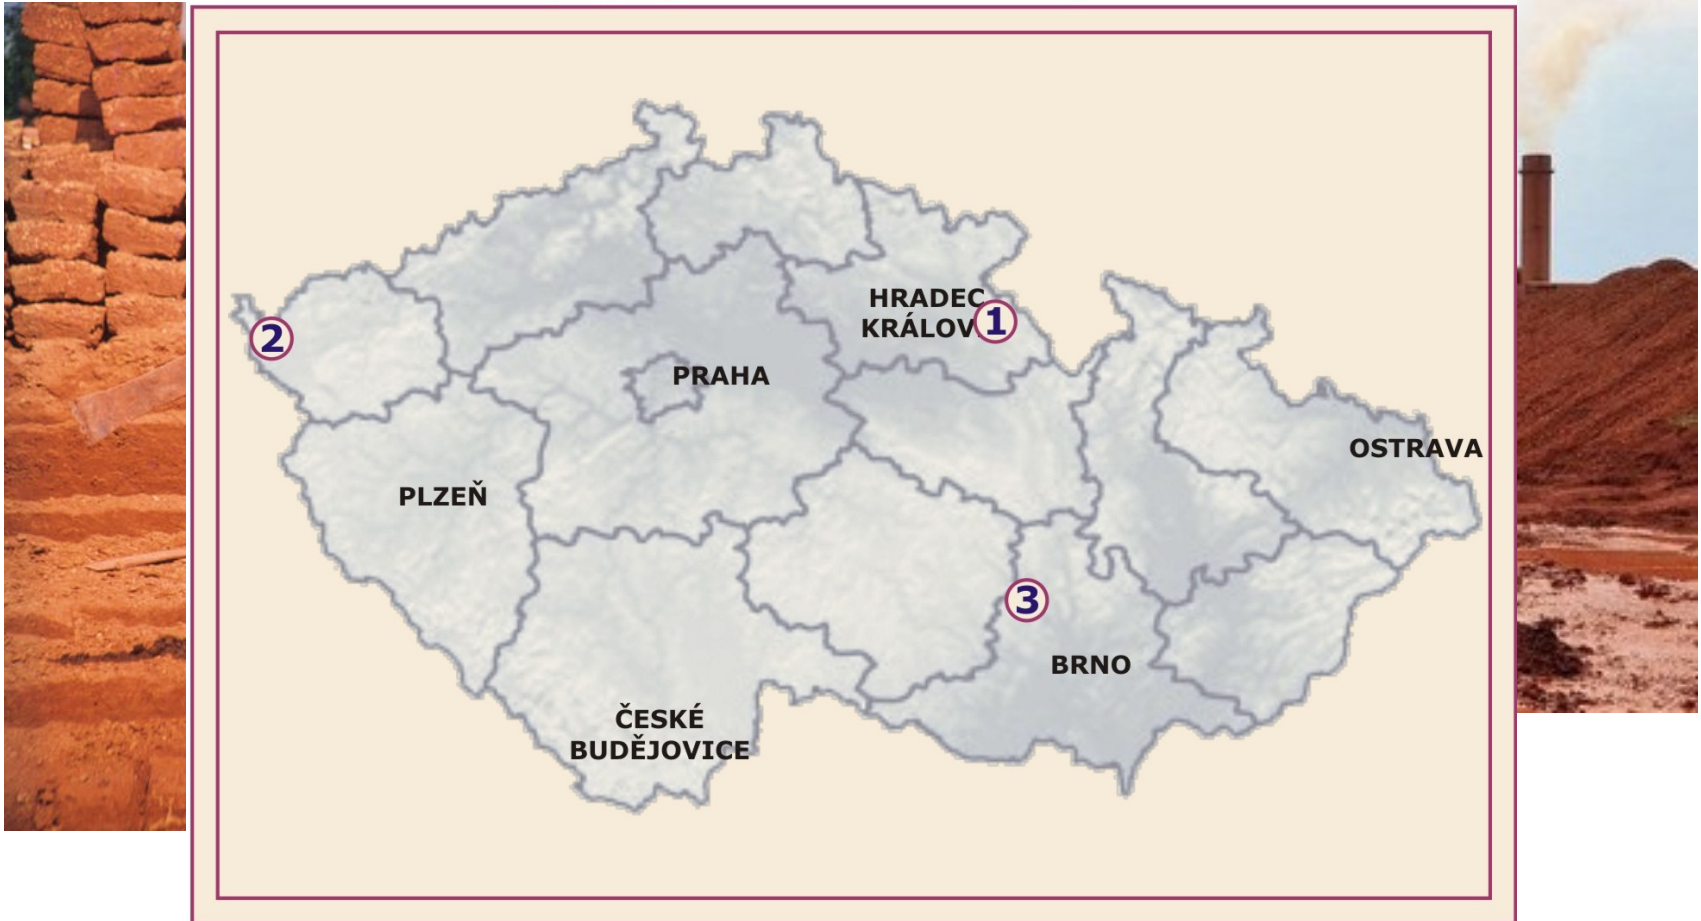 HRADEC
KRÁLOV
1
2
PRAHA
OSTRAVA
PLZEŇ
3
BRNO
ČESKÉ
BUDĚJOVICE